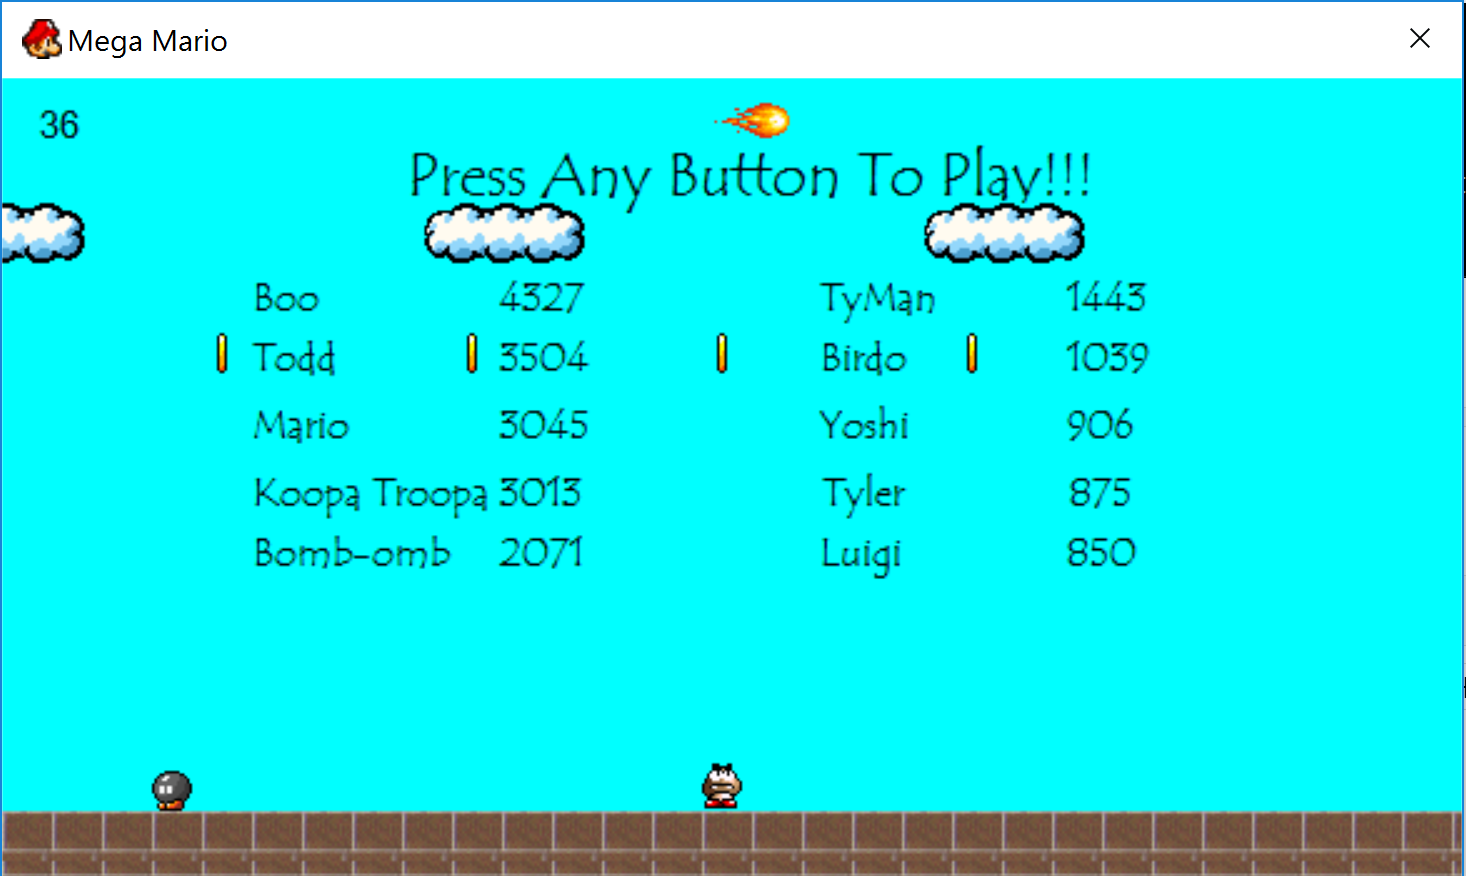 Mega Mario
36
Press Any Button To Play!!!
Boo 4327 TyMan 1443
Todd 3504 Birdo 1039
Mario 3045 Yoshi 906
Koopa Troopa 3013 Tyler 875
Bomb-omb 2071 Luigi 850